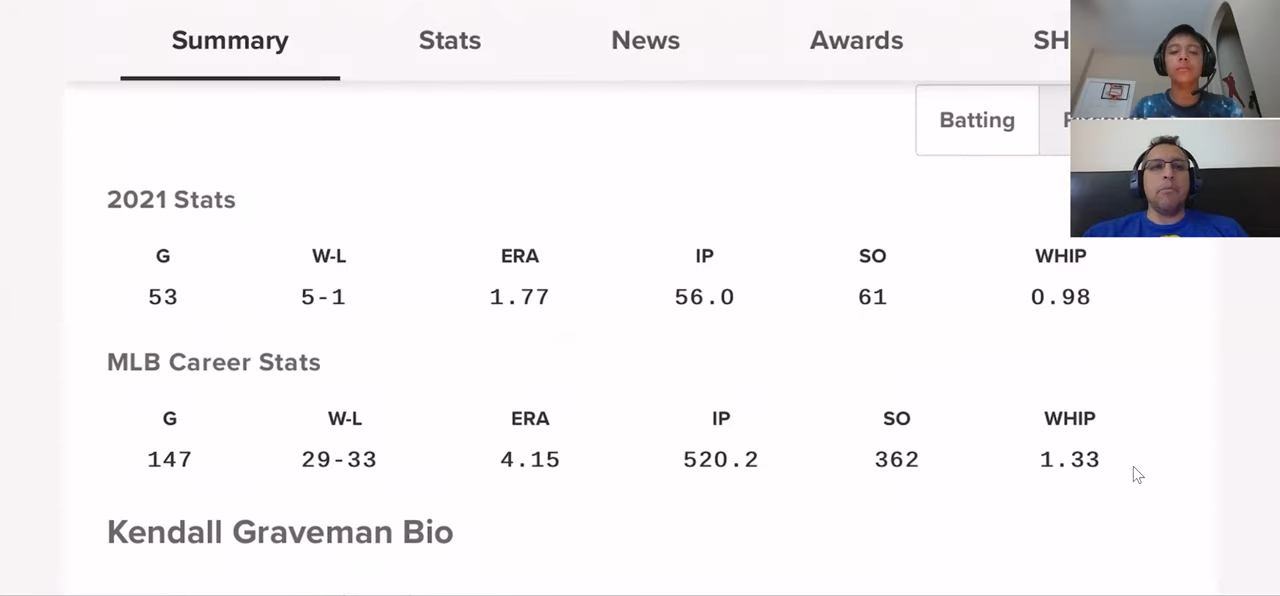 Summary Stats News Awards SH
Batting
2021 Stats
G W-L ERA IP SO WHIP
53 5-1 1.77 56.0 61 0.98
MLB Career Stats
G W-L ERA IP SO WHIP
147 29-33 4.15 520.2 362 1.33
Kendall Graveman Bio